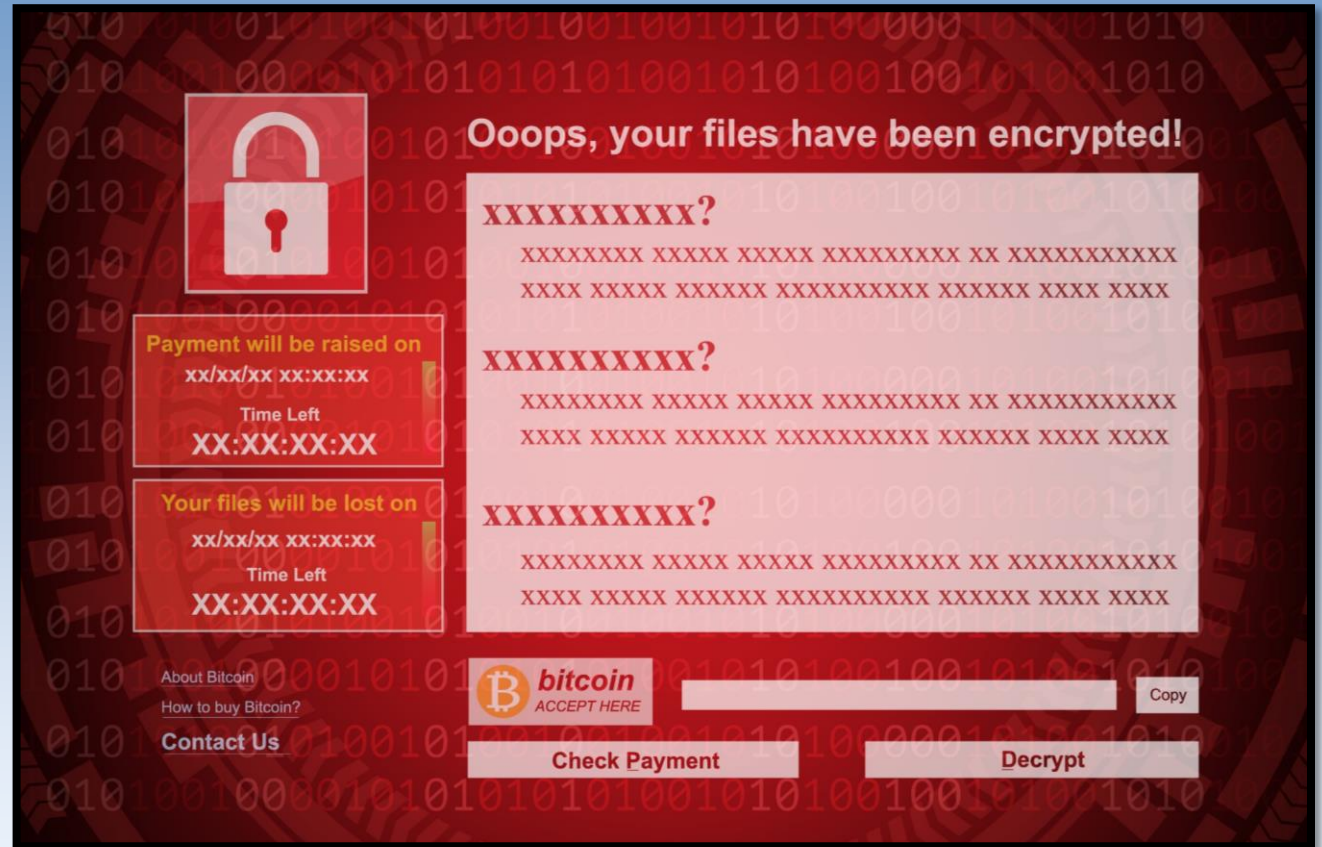 Ooops, your files have been encrypted!
xxxxxxxxxx?
xxxxxxxx xxxxx xxxxx xxxxxxxxx xx xxxxxxxxxxx
xxxx xxxxx xxxxxx xxxxxxxxxx xxxxxx xxxx xxxx
xxxxxxxxxx?
xxxxxxxx xxxxx xxxxx xxxxxxxxx xx xxxxxxxxxxx
xxxx xxxxx xxxxxx xxxxxxxxxx xxxxxx xxxx xxxx
xxxxxxxxxx?
xxxxxxxx xxxxx xxxxx xxxxxxxxx xx xxxxxxxxxxx
xxxx xxxxx xxxxxx xxxxxxxxxx xxxxxx xxxx xxxx
Payment will be raised on
xx/xx/xx xx:xx:xx
Time Left
XX:XX:XX:XX
Your files will be lost on
xx/xx/xx xx:xx:xx
Time Left
XX:XX:XX:XX
About Bitcoin
How to buy Bitcoin?
Contact Us
bitcoin
ACCEPT HERE
Copy
Check Payment
Decrypt